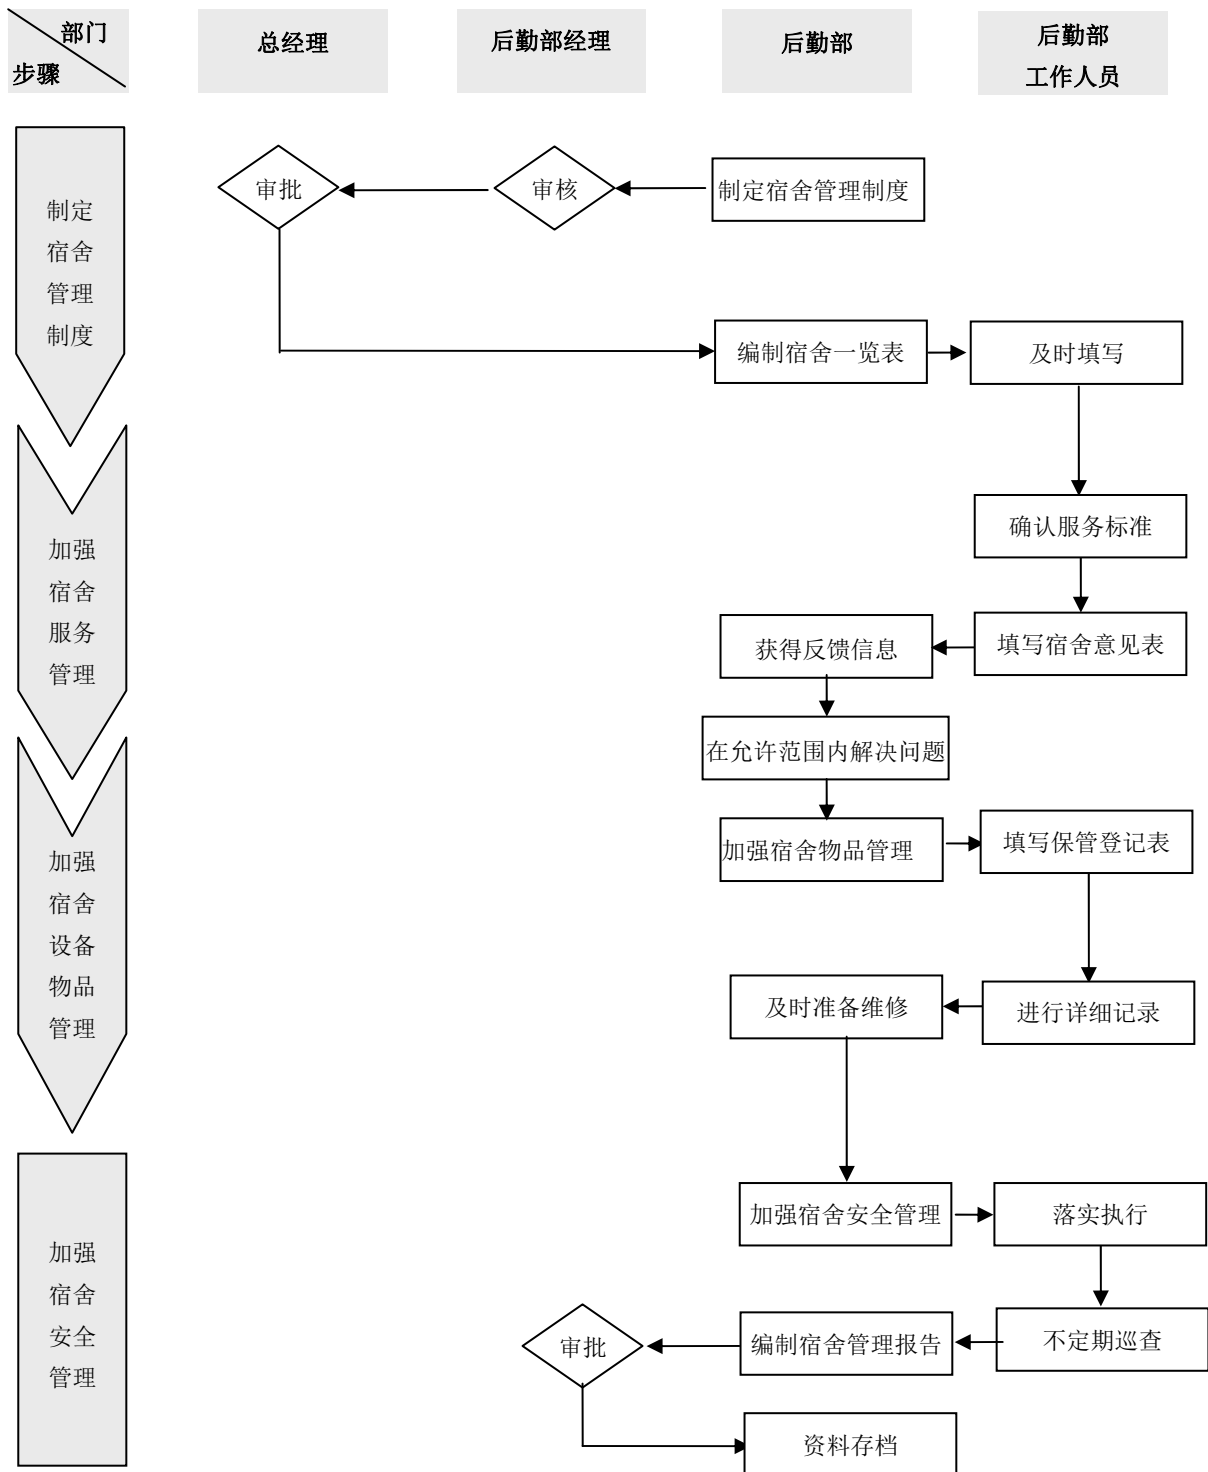 部门
步骤
总经理
后勤部经理
后勤部
后勤部
工作人员
制定
宿舍
管理
制度
审批
审核
制定宿舍管理制度
编制宿舍一览表
及时填写
加强
宿舍
服务
管理
确认服务标准
获得反馈信息
填写宿舍意见表
在允许范围内解决问题
加强
宿舍
设备
物品
管理
加强宿舍物品管理
填写保管登记表
及时准备维修
进行详细记录
加强
宿舍
安全
管理
加强宿舍安全管理
落实执行
审批
编制宿舍管理报告
不定期巡查
资料存档